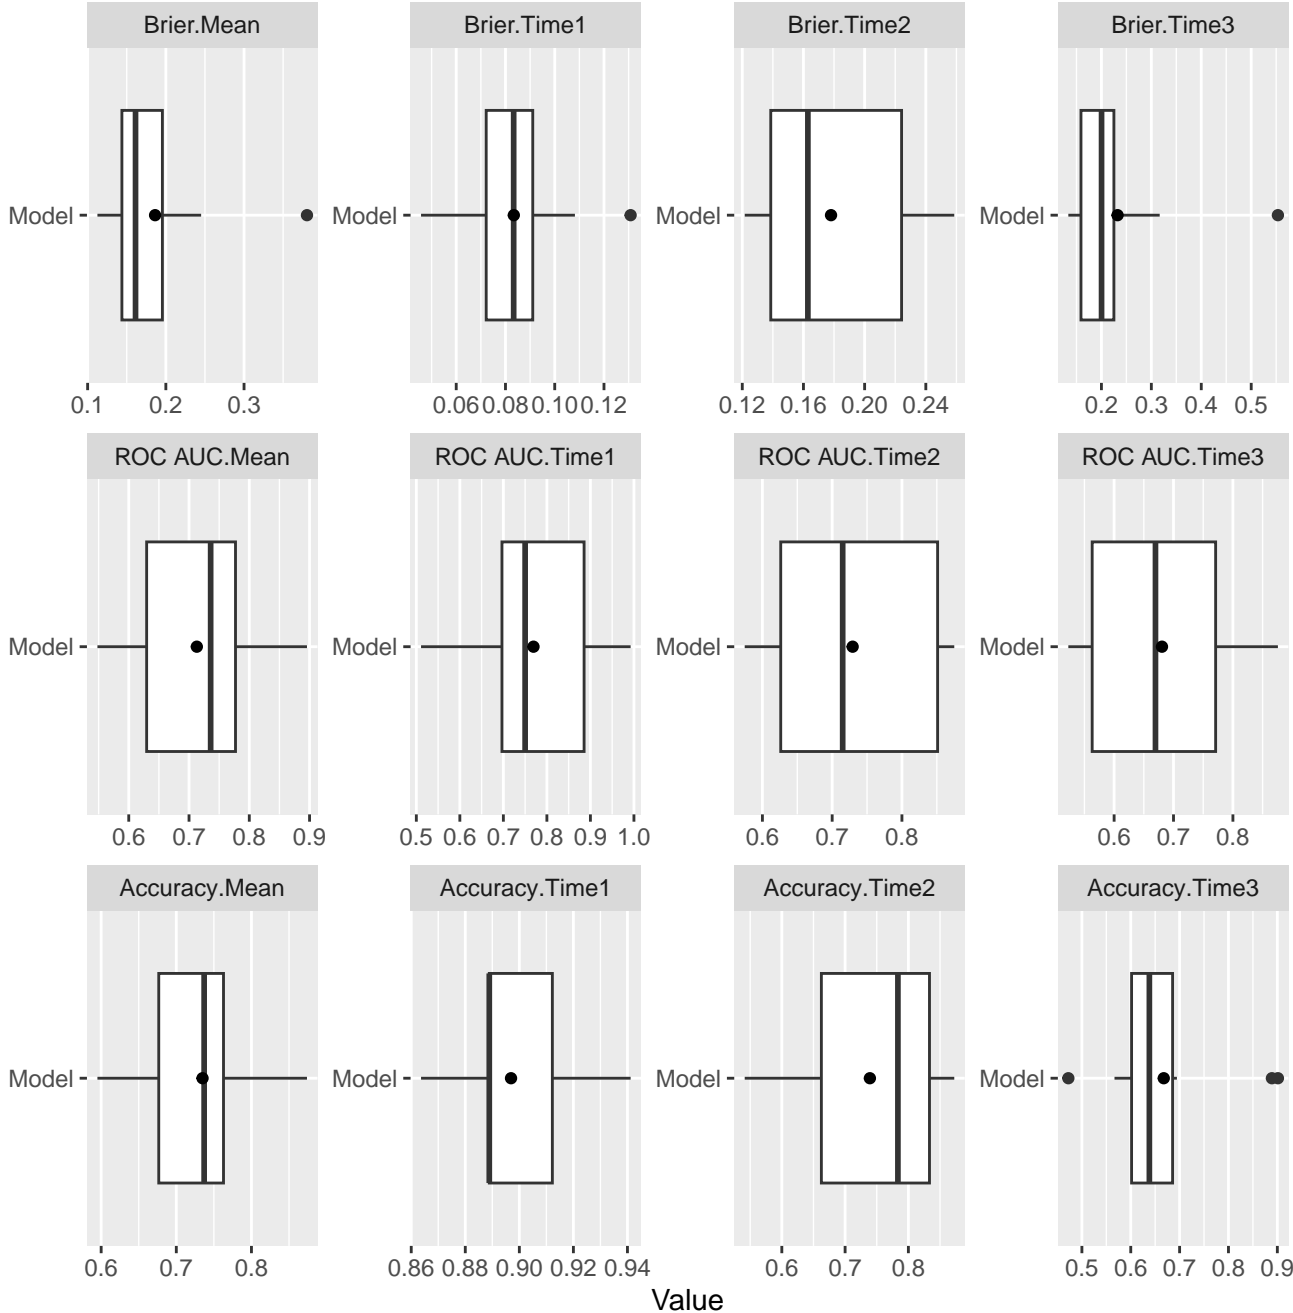 Brier.Mean Brier.Time1 Brier.Time2 Brier.Time3
Model Model Model Model
0.1 0.2 0.3 0.06 0.08 0.10 0.12 0.12 0.16 0.20 0.24 0.2 0.3 0.4 0.5
ROC AUC.Mean ROC AUC.Time1 ROC AUC.Time2 ROC AUC.Time3
Model Model Model Model
0.6 0.7 0.8 0.9 0.5 0.6 0.7 0.8 0.9 1.0 0.6 0.7 0.8 0.6 0.7 0.8
Accuracy.Mean Accuracy.Time1 Accuracy.Time2 Accuracy.Time3
Model Model Model Model
0.6 0.7 0.8 0.86 0.88 0.90 0.92 0.94 0.6 0.7 0.8 0.5 0.6 0.7 0.8 0.9
Value